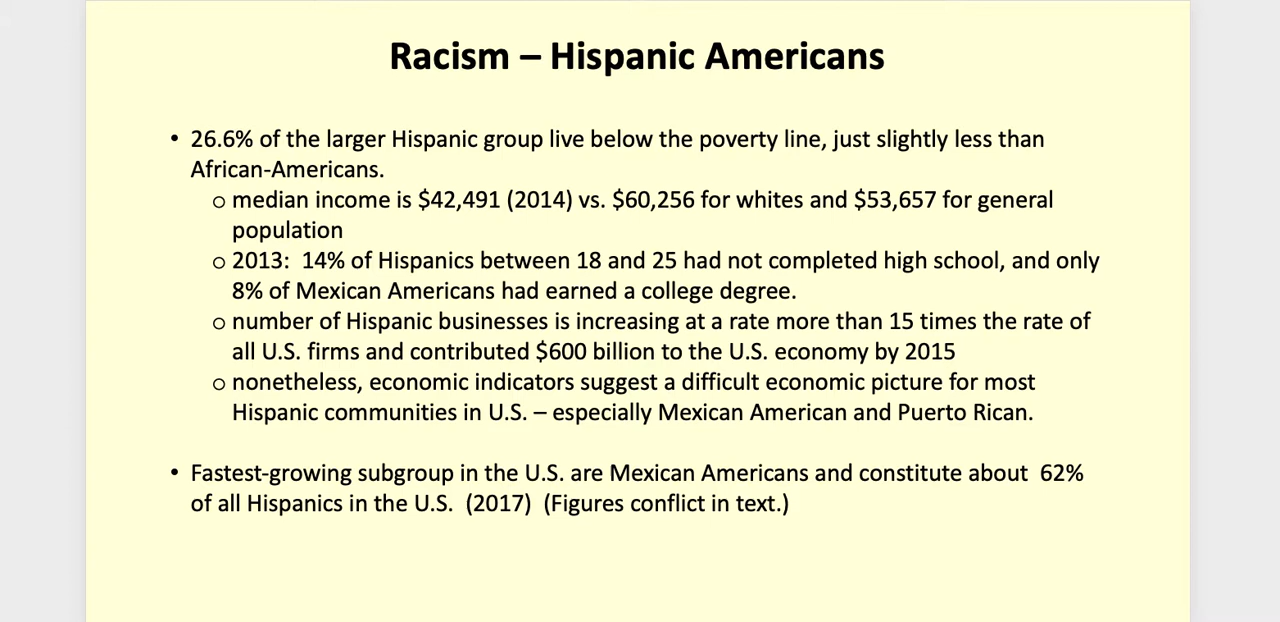 Racism – Hispanic Americans
• 26.6% of the larger Hispanic group live below the poverty line, just slightly less than
African-Americans.
o median income is $42,491 (2014) vs. $60,256 for whites and $53,657 for general
population
o 2013:  14% of Hispanics between 18 and 25 had not completed high school, and only
8% of Mexican Americans had earned a college degree.
o number of Hispanic businesses is increasing at a rate more than 15 times the rate of
all U.S. firms and contributed $600 billion to the U.S. economy by 2015
o nonetheless, economic indicators suggest a difficult economic picture for most
Hispanic communities in U.S. – especially Mexican American and Puerto Rican.
• Fastest-growing subgroup in the U.S. are Mexican Americans and constitute about  62%
of all Hispanics in the U.S.  (2017)  (Figures conflict in text.)